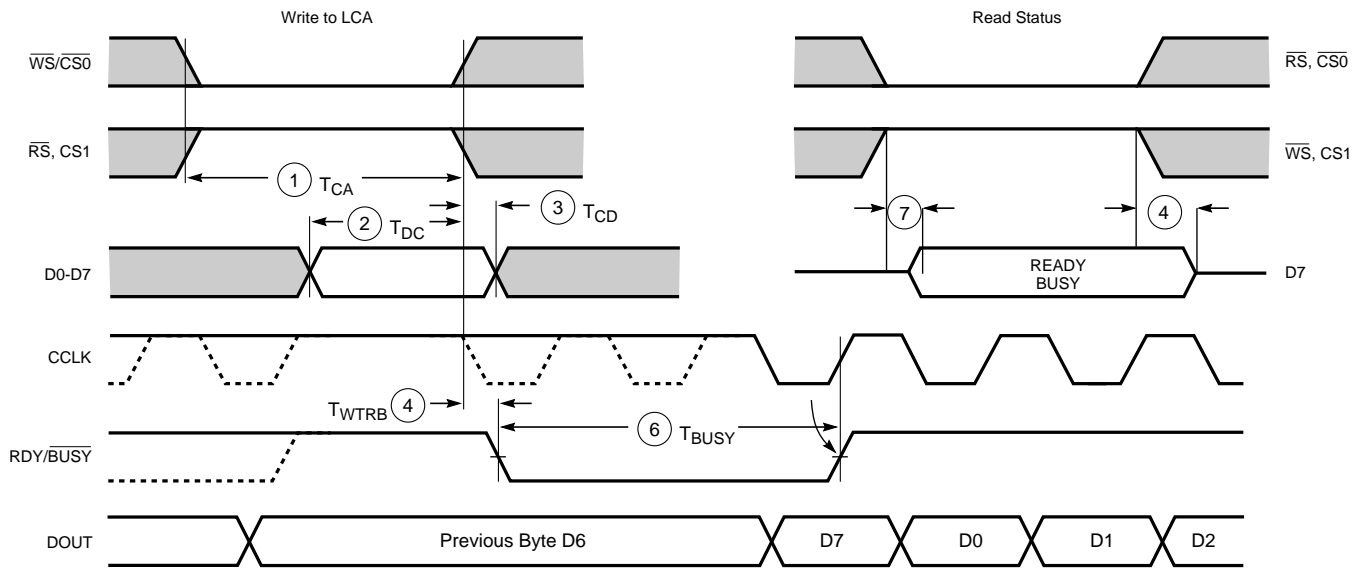 Write to LCA
Read Status
WS/CS0
RS, CS0
RS, CS1
WS, CS1
1 TCA
2 TDC
3 TCD
7
4
D0-D7
READY
BUSY
D7
CCLK
TWTRB 4
6 TBUSY
RDY/BUSY
DOUT
Previous Byte D6
D7
D0
D1
D2